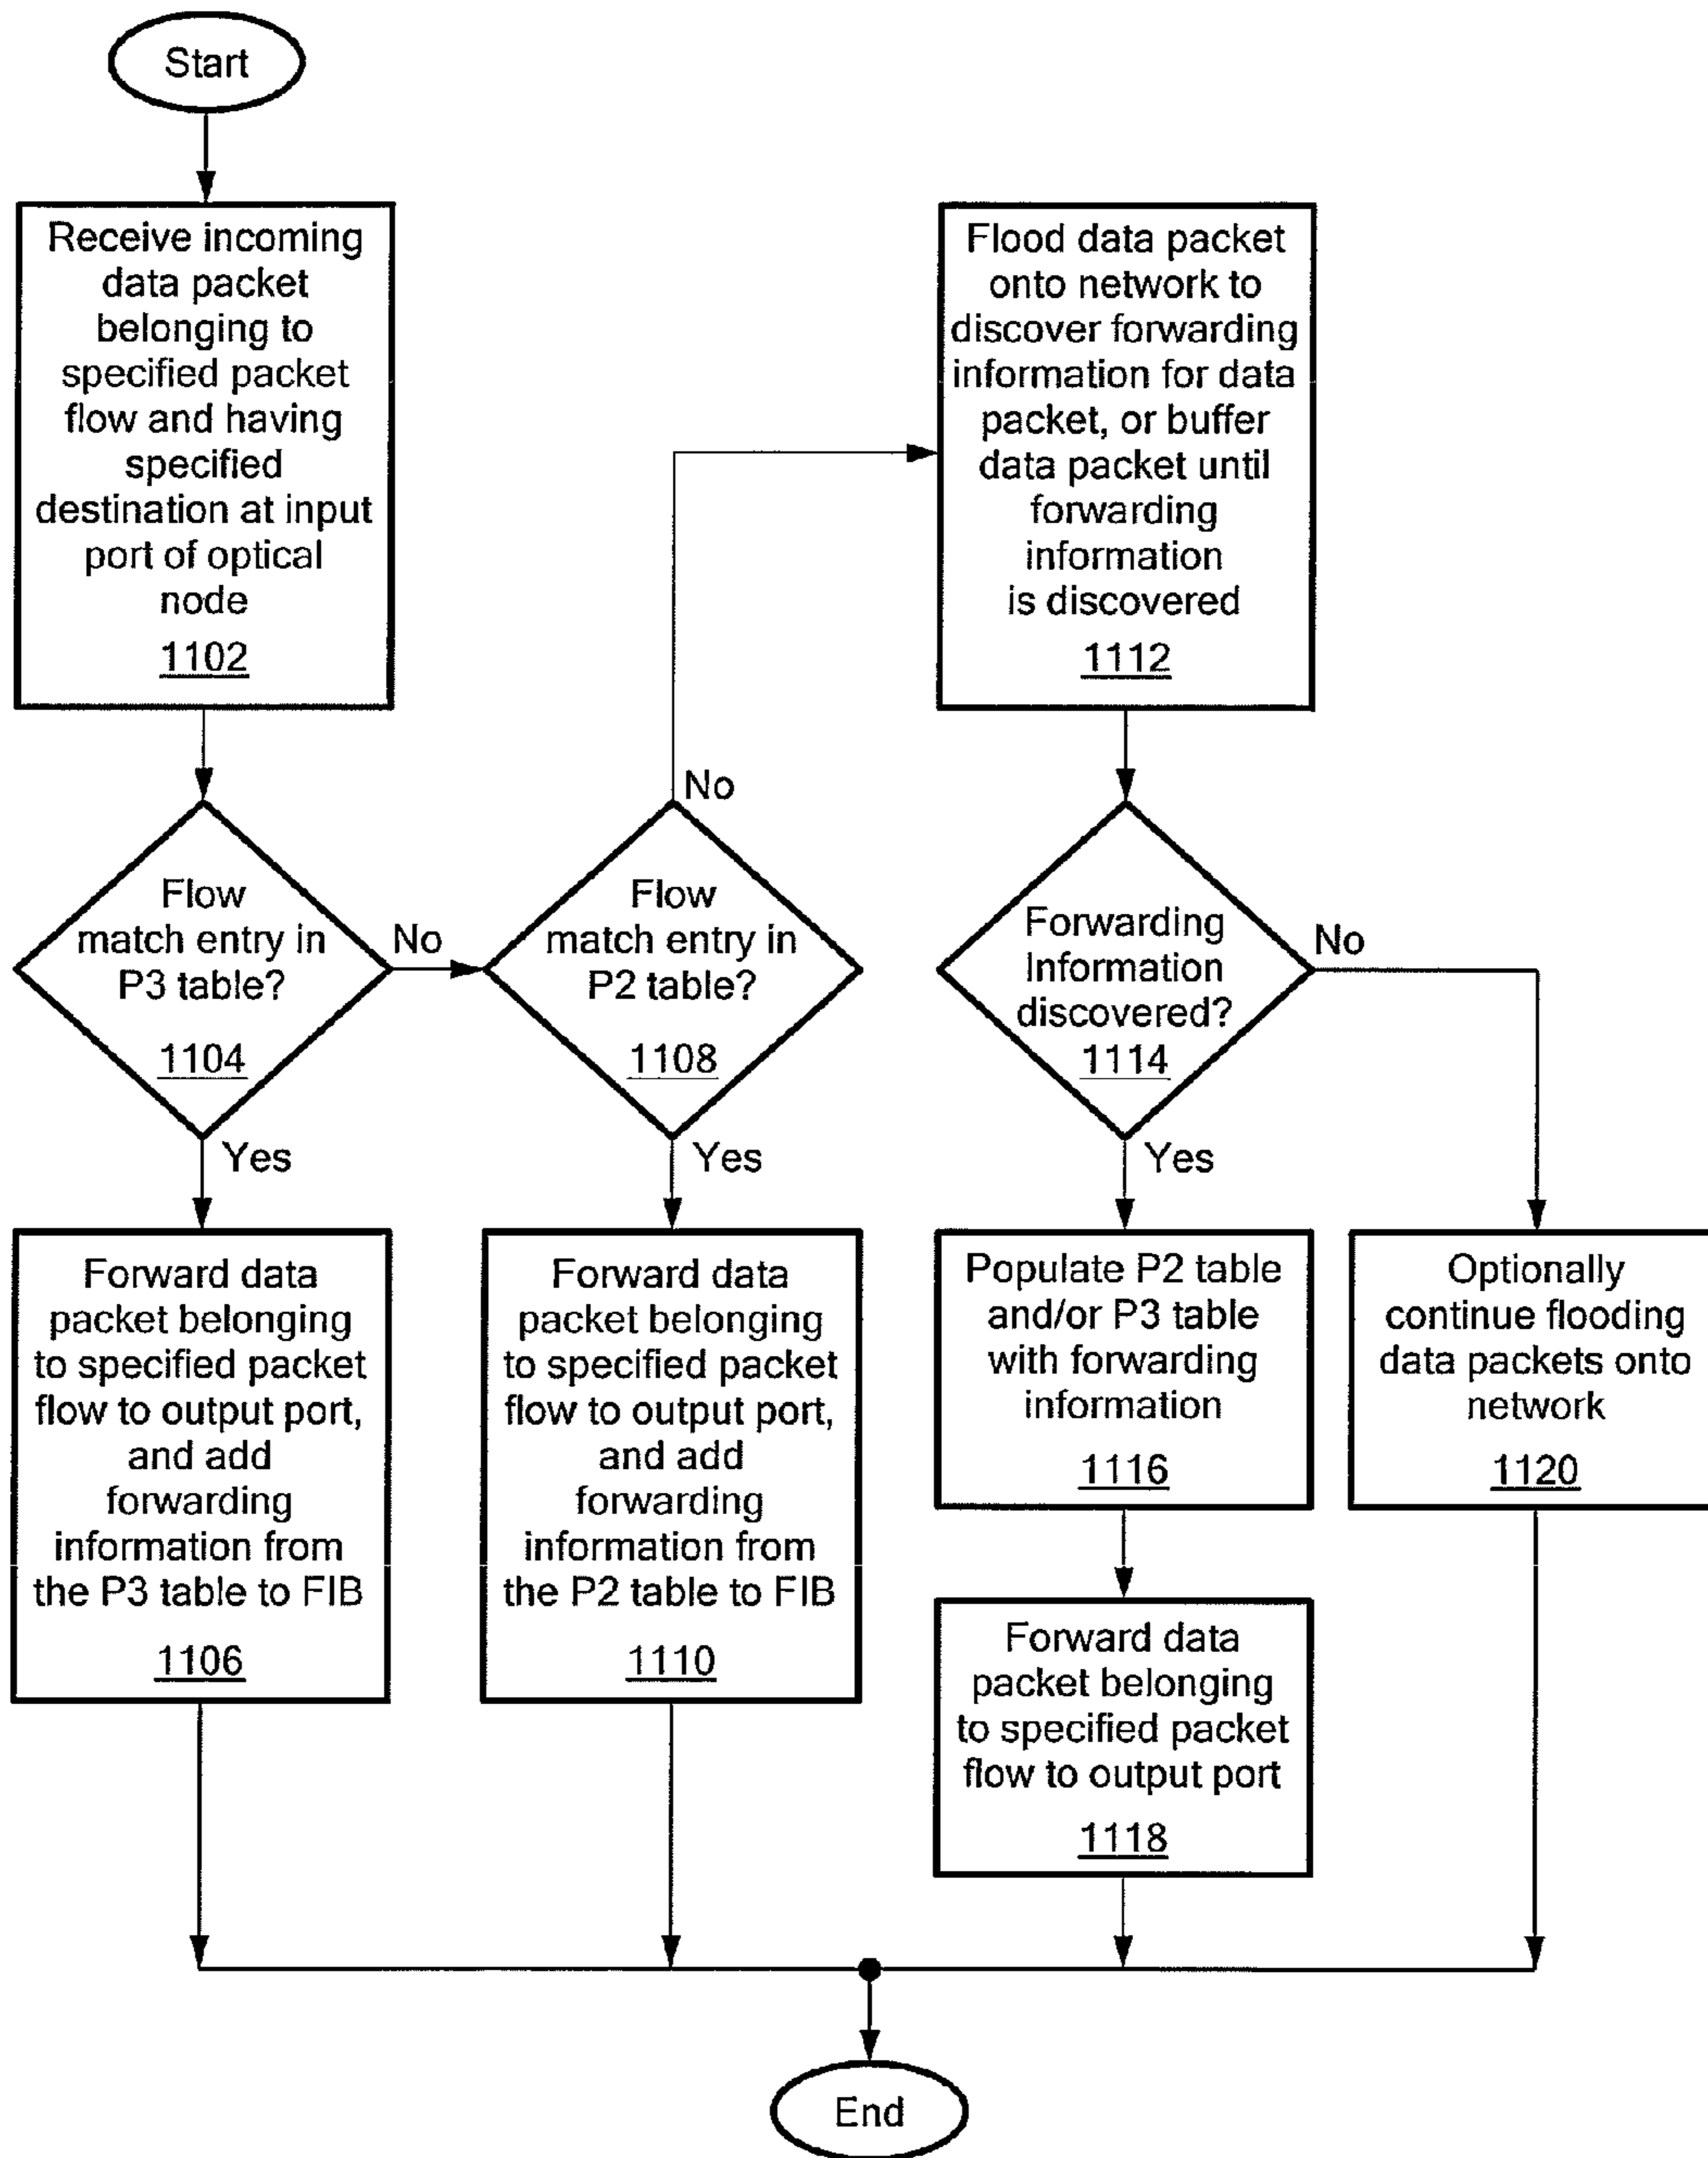 Start
Receive incoming
data packet
belonging to
specified packet
flow and having
specified
destination at input
port of optical
node
1102
Flow
match entry in
P3 table?
1104
No
Yes
Forward data
packet belonging
to specified packet
flow to output port,
and add
forwarding
information from
the P3 table to FIB
1106
Flow
match entry in
P2 table?
1108
No
Yes
Forward data
packet belonging
to specified packet
flow to output port,
and add
forwarding
information from
the P2 table to FIB
1110
Flood data packet
onto network to
discover forwarding
information for data
packet, or buffer
data packet until
forwarding
information
is discovered
1112
Forwarding
Information
discovered?
1114
No
Yes
Populate P2 table
and/or P3 table
with forwarding
information
1116
Forward data
packet belonging
to specified packet
flow to output port
1118
Optionally
continue flooding
data packets onto
network
1120
End